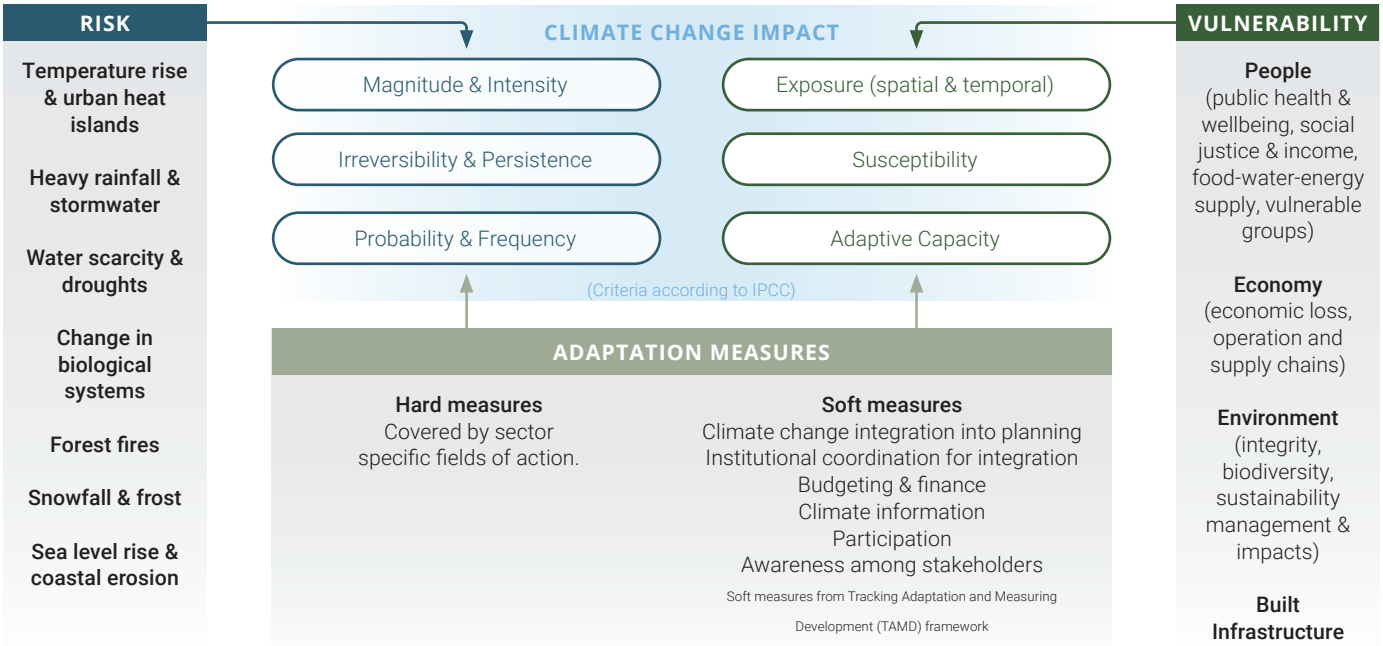 RISK
Temperature rise
& urban heat
islands
Heavy rainfall &
stormwater
Water scarcity &
droughts
Change in
biological
systems
Forest fires
Snowfall & frost
Sea level rise &
coastal erosion
CLIMATE CHANGE IMPACT
Magnitude & Intensity
Irreversibility & Persistence
Probability & Frequency
Exposure (spatial & temporal)
Susceptibility
Adaptive Capacity
(Criteria according to IPCC)
ADAPTATION MEASURES
Hard measures
Covered by sector
specific fields of action.
Soft measures
Climate change integration into planning
Institutional coordination for integration
Budgeting & finance
Climate information
Participation
Awareness among stakeholders
Soft measures from Tracking Adaptation and Measuring
Development (TAMD) framework
VULNERABILITY
People
(public health &
wellbeing, social
justice & income,
food-water-energy
supply, vulnerable
groups)
Economy
(economic loss,
operation and
supply chains)
Environment
(integrity,
biodiversity,
sustainability
management &
impacts)
Built
Infrastructure